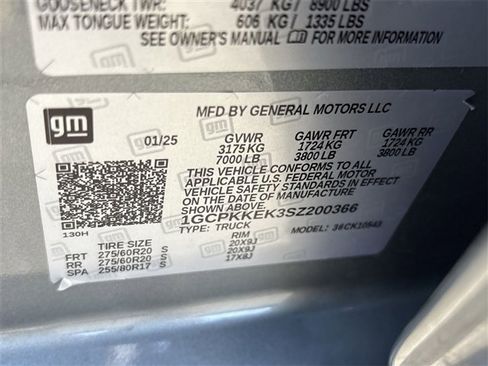 GOOSENECK TWR: 4037 KG / 8900 LBS
MAX TONGUE WEIGHT: 606 KG / 1335 LBS
SEE OWNER'S MANUAL FOR MORE INFORMATION
gm
MFD BY GENERAL MOTORS LLC
01/25 GVWR GAWR FRT GAWR RR
3175 KG 1724 KG 1724 KG
7000 LB 3800 LB 3800 LB
THIS VEHICLE CONFORMS TO ALL
APPLICABLE U.S. FEDERAL MOTOR
VEHICLE SAFETY STANDARDS IN EFFECT
ON THE DATE OF MANUFACTURE SHOWN ABOVE.
1GCPKKEK3SZ200366
130H
TYPE: TRUCK MODEL: 36CK10543
TIRE SIZE RIM
FRT 275/60R20 S 20X9J
RR 275/60R20 S 20X9J
SPA 255/80R17 S 17X8J